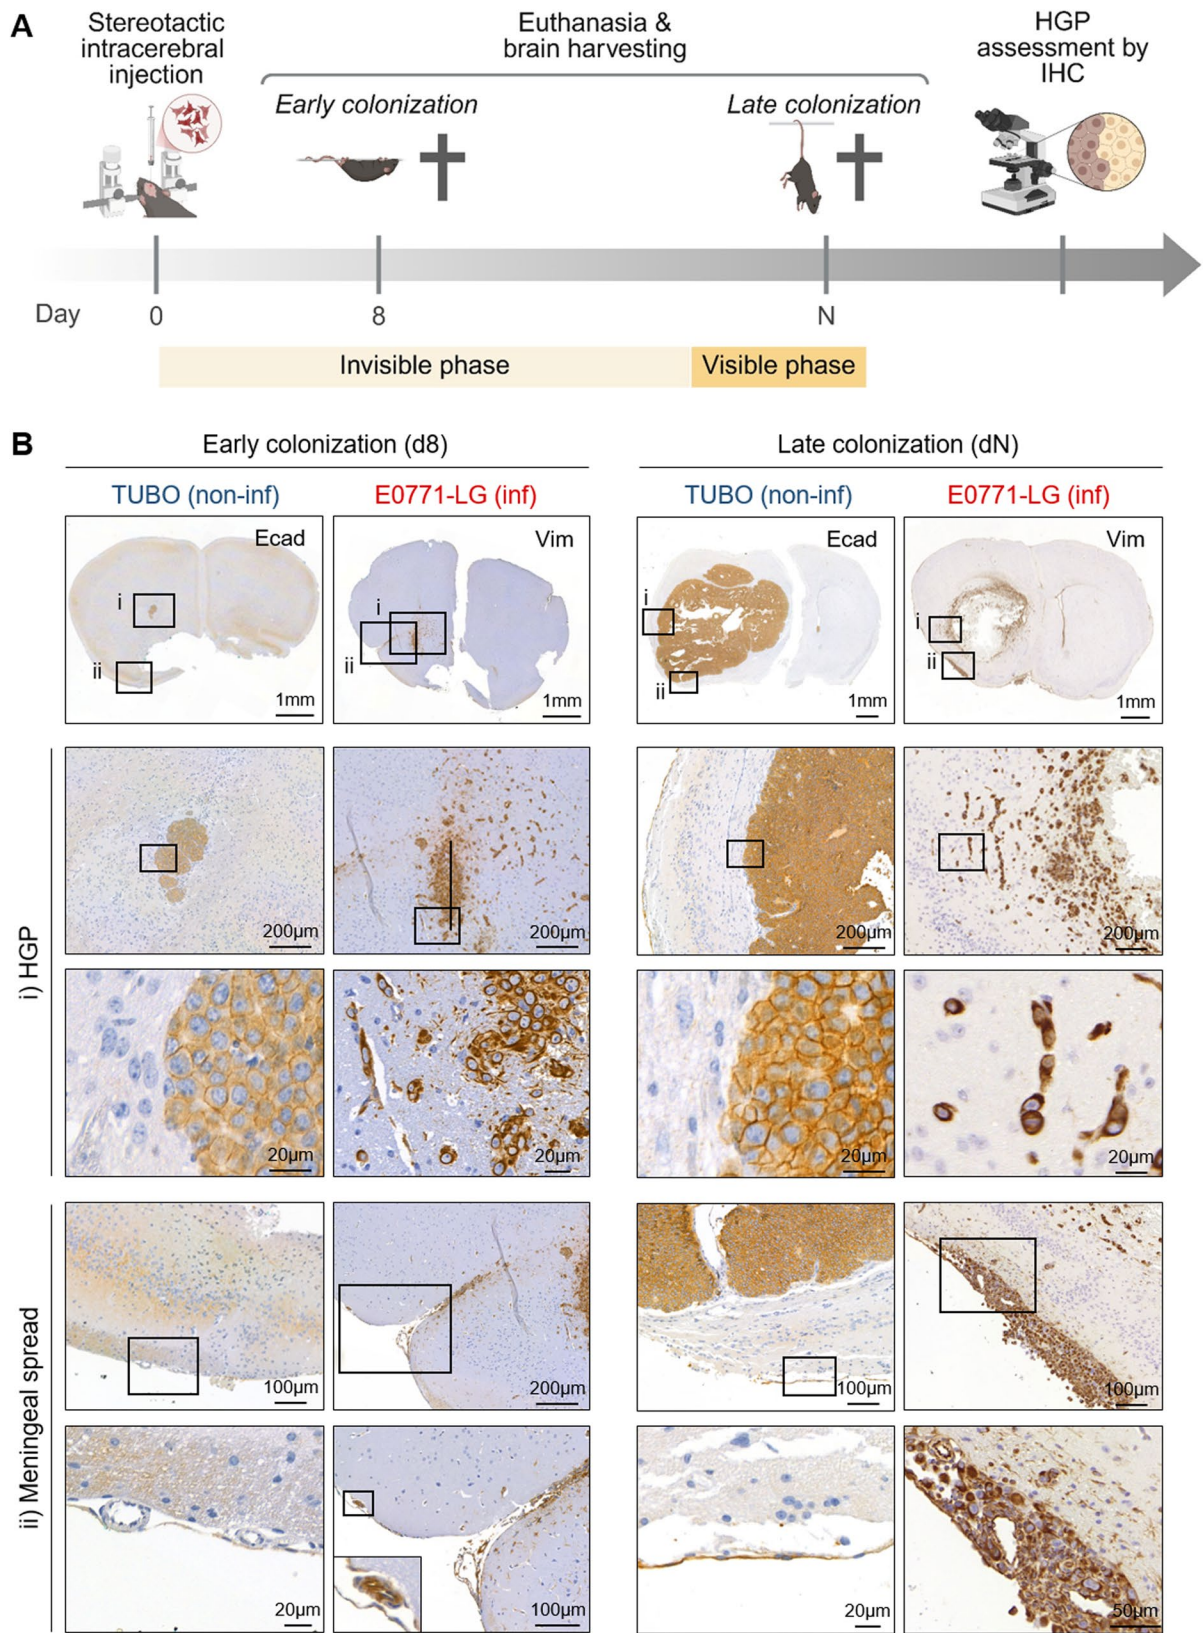 A
Stereotactic
intracerebral
injection
Euthanasia &
brain harvesting
HGP
assessment by
IHC
Early colonization
Late colonization
Day
0
8
N
Invisible phase
Visible phase
B
Early colonization (d8)
Late colonization (dN)
TUBO (non-inf)
E0771-LG (inf)
TUBO (non-inf)
E0771-LG (inf)
Ecad
i
ii
1mm
Vim
i
ii
1mm
Ecad
i
ii
1mm
Vim
i
ii
1mm
i) HGP
200µm
200µm
200µm
200µm
20µm
20µm
20µm
20µm
ii) Meningeal spread
100µm
200µm
100µm
100µm
20µm
100µm
20µm
50µm